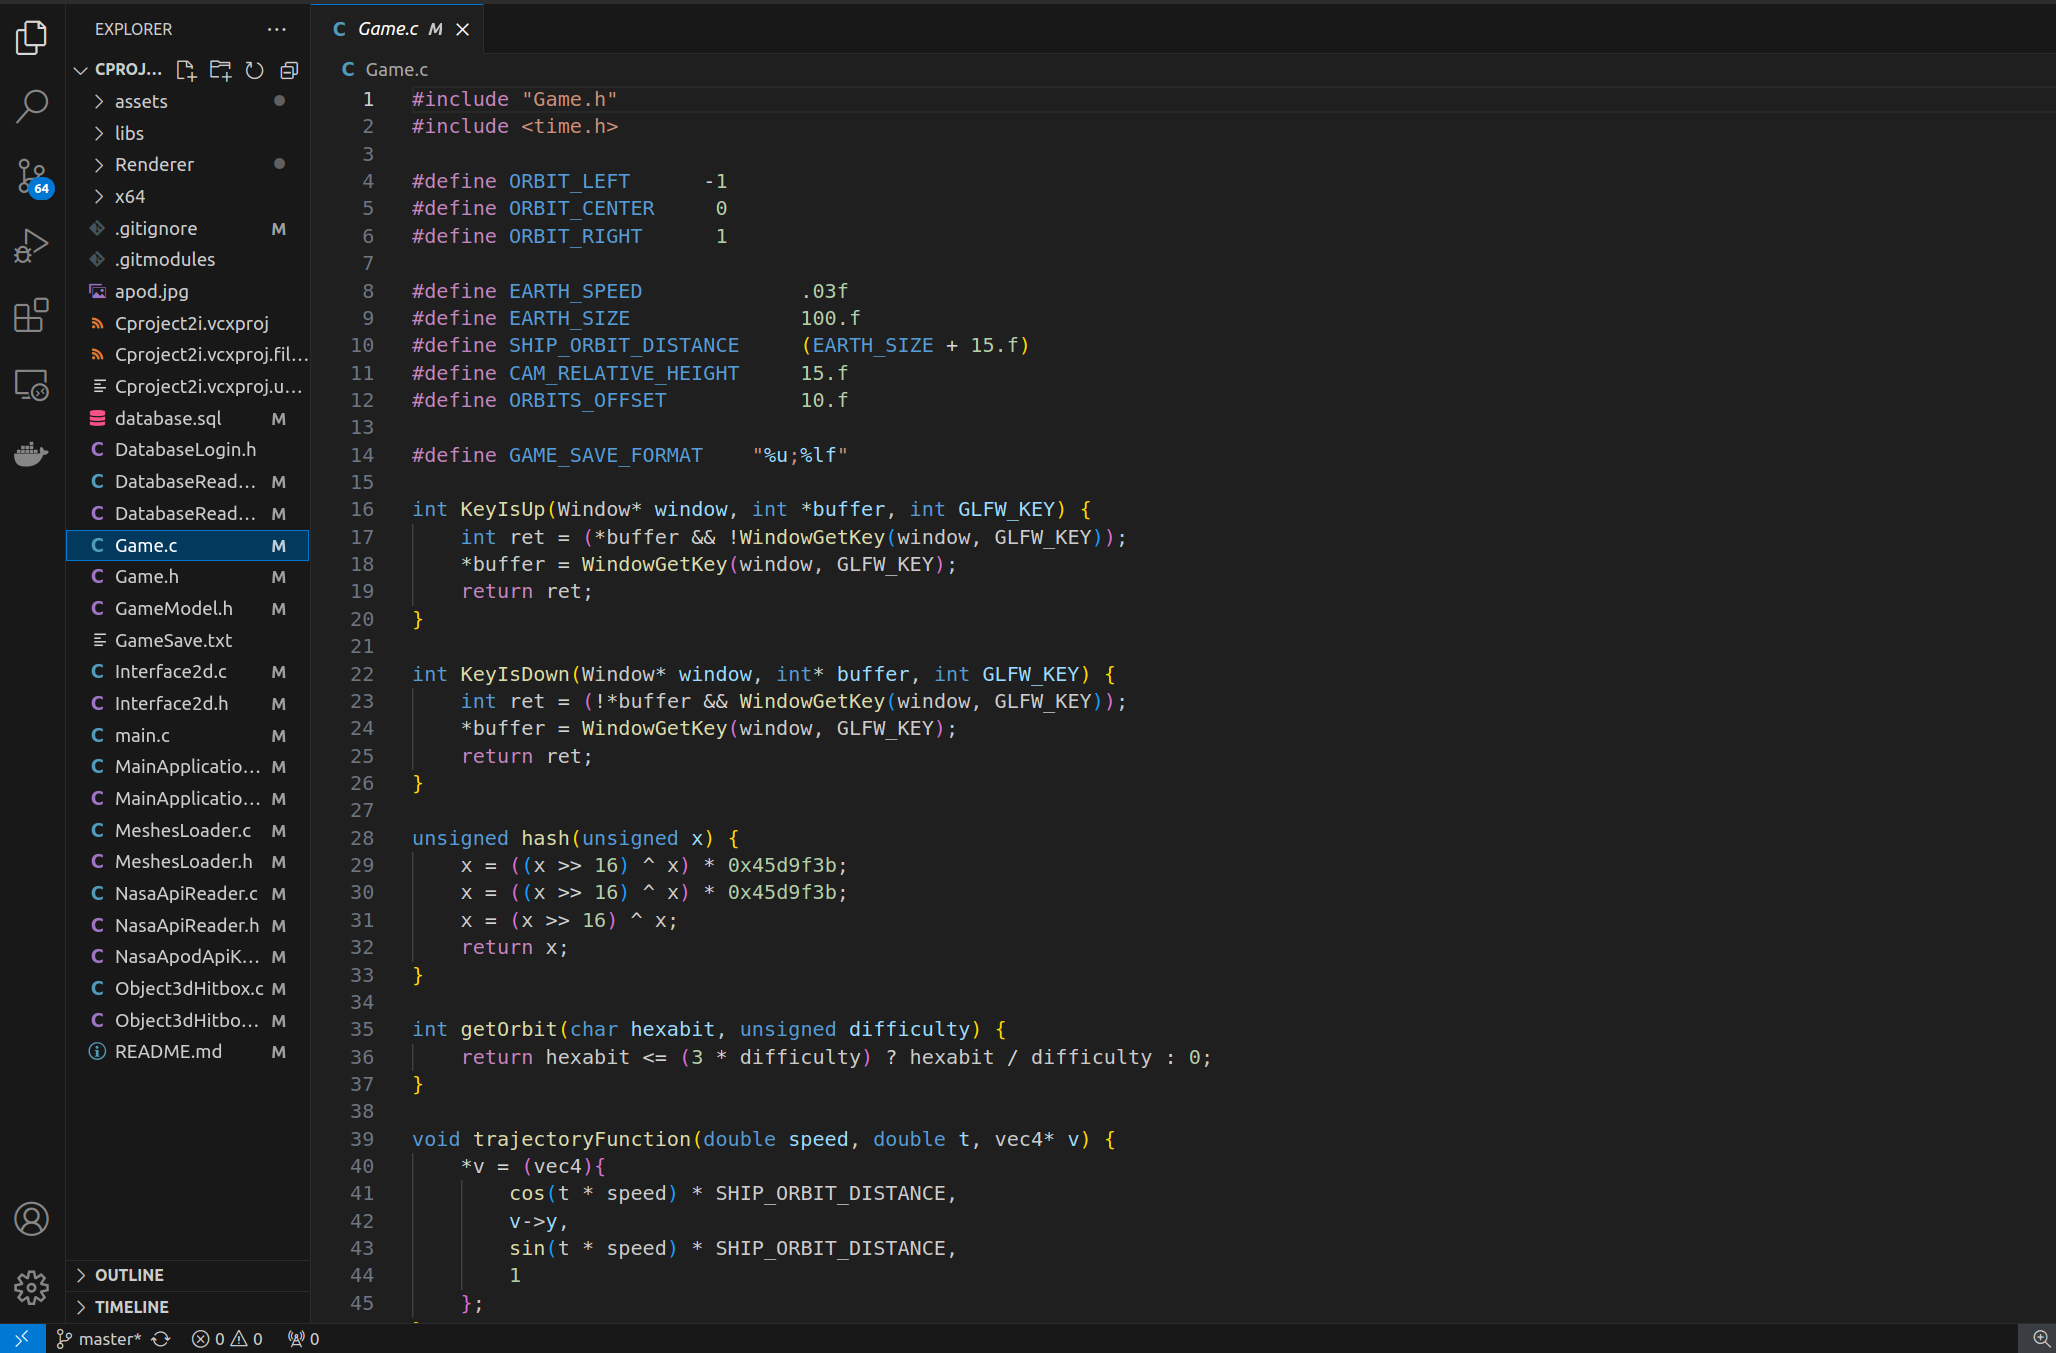 EXPLORER
CPROJ...
assets
libs
Renderer
x64
.gitignore M
.gitmodules
apod.jpg
Cproject2i.vcxproj
Cproject2i.vcxproj.fil...
Cproject2i.vcxproj.u...
database.sql M
C DatabaseLogin.h
C DatabaseRead... M
C DatabaseRead... M
C Game.c M
C Game.h M
C GameModel.h M
GameSave.txt
C Interface2d.c M
C Interface2d.h M
C main.c M
C MainApplicatio... M
C MainApplicatio... M
C MeshesLoader.c M
C MeshesLoader.h M
C NasaApiReader.c M
C NasaApiReader.h M
C NasaApodApiK... M
C Object3dHitbox.c M
C Object3dHitbo... M
README.md M
OUTLINE
TIMELINE
64
C Game.c M
C Game.c
1 #include "Game.h"
2 #include <time.h>
3
4 #define ORBIT_LEFT      -1
5 #define ORBIT_CENTER     0
6 #define ORBIT_RIGHT      1
7
8 #define EARTH_SPEED             .03f
9 #define EARTH_SIZE              100.f
10 #define SHIP_ORBIT_DISTANCE     (EARTH_SIZE + 15.f)
11 #define CAM_RELATIVE_HEIGHT     15.f
12 #define ORBITS_OFFSET           10.f
13
14 #define GAME_SAVE_FORMAT    "%u;%lf"
15
16 int KeyIsUp(Window* window, int *buffer, int GLFW_KEY) {
17     int ret = (*buffer && !WindowGetKey(window, GLFW_KEY));
18     *buffer = WindowGetKey(window, GLFW_KEY);
19     return ret;
20 }
21
22 int KeyIsDown(Window* window, int* buffer, int GLFW_KEY) {
23     int ret = (!*buffer && WindowGetKey(window, GLFW_KEY));
24     *buffer = WindowGetKey(window, GLFW_KEY);
25     return ret;
26 }
27
28 unsigned hash(unsigned x) {
29     x = ((x >> 16) ^ x) * 0x45d9f3b;
30     x = ((x >> 16) ^ x) * 0x45d9f3b;
31     x = (x >> 16) ^ x;
32     return x;
33 }
34
35 int getOrbit(char hexabit, unsigned difficulty) {
36     return hexabit <= (3 * difficulty) ? hexabit / difficulty : 0;
37 }
38
39 void trajectoryFunction(double speed, double t, vec4* v) {
40     *v = (vec4){
41         cos(t * speed) * SHIP_ORBIT_DISTANCE,
42         v->y,
43         sin(t * speed) * SHIP_ORBIT_DISTANCE,
44         1
45     };
master* 0 0 0